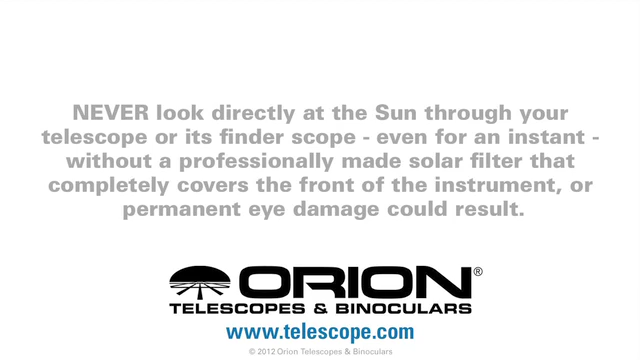 NEVER look directly at the Sun through your
telescope or its finder scope - even for an instant -
without a professionally made solar filter that
completely covers the front of the instrument, or
permanent eye damage could result.
ORION®
TELESCOPES & BINOCULARS
www.telescope.com
© 2012 Orion Telescopes & Binoculars